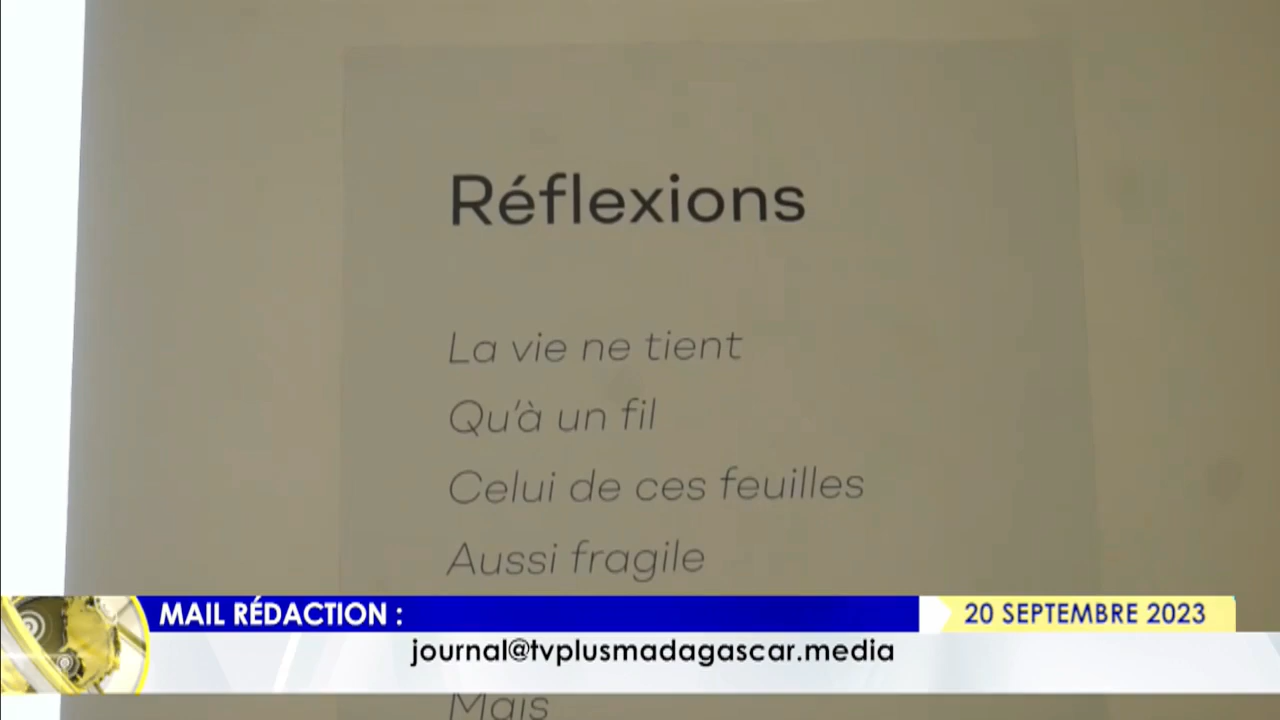 Réflexions
La vie ne tient
Qu'à un fil
Celui de ces feuilles
Aussi fragile
MAIL RÉDACTION :
20 SEPTEMBRE 2023
journal@tvplusmadagascar.media
Mais